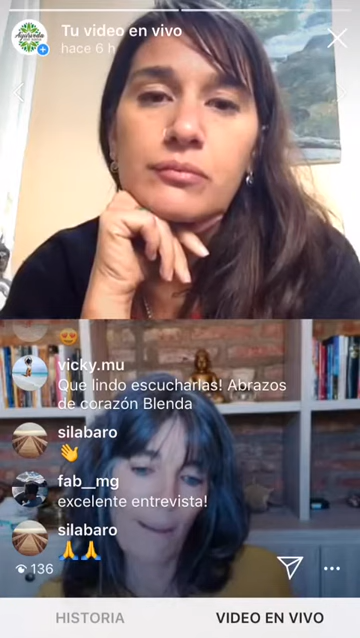 Ayurveda
Tu video en vivo
hace 6 h
vicky.mu
Que lindo escucharlas! Abrazos
de corazón Blenda
silabaro
👋
fab__mg
excelente entrevista!
silabaro
🙏🙏
136
HISTORIA
VIDEO EN VIVO